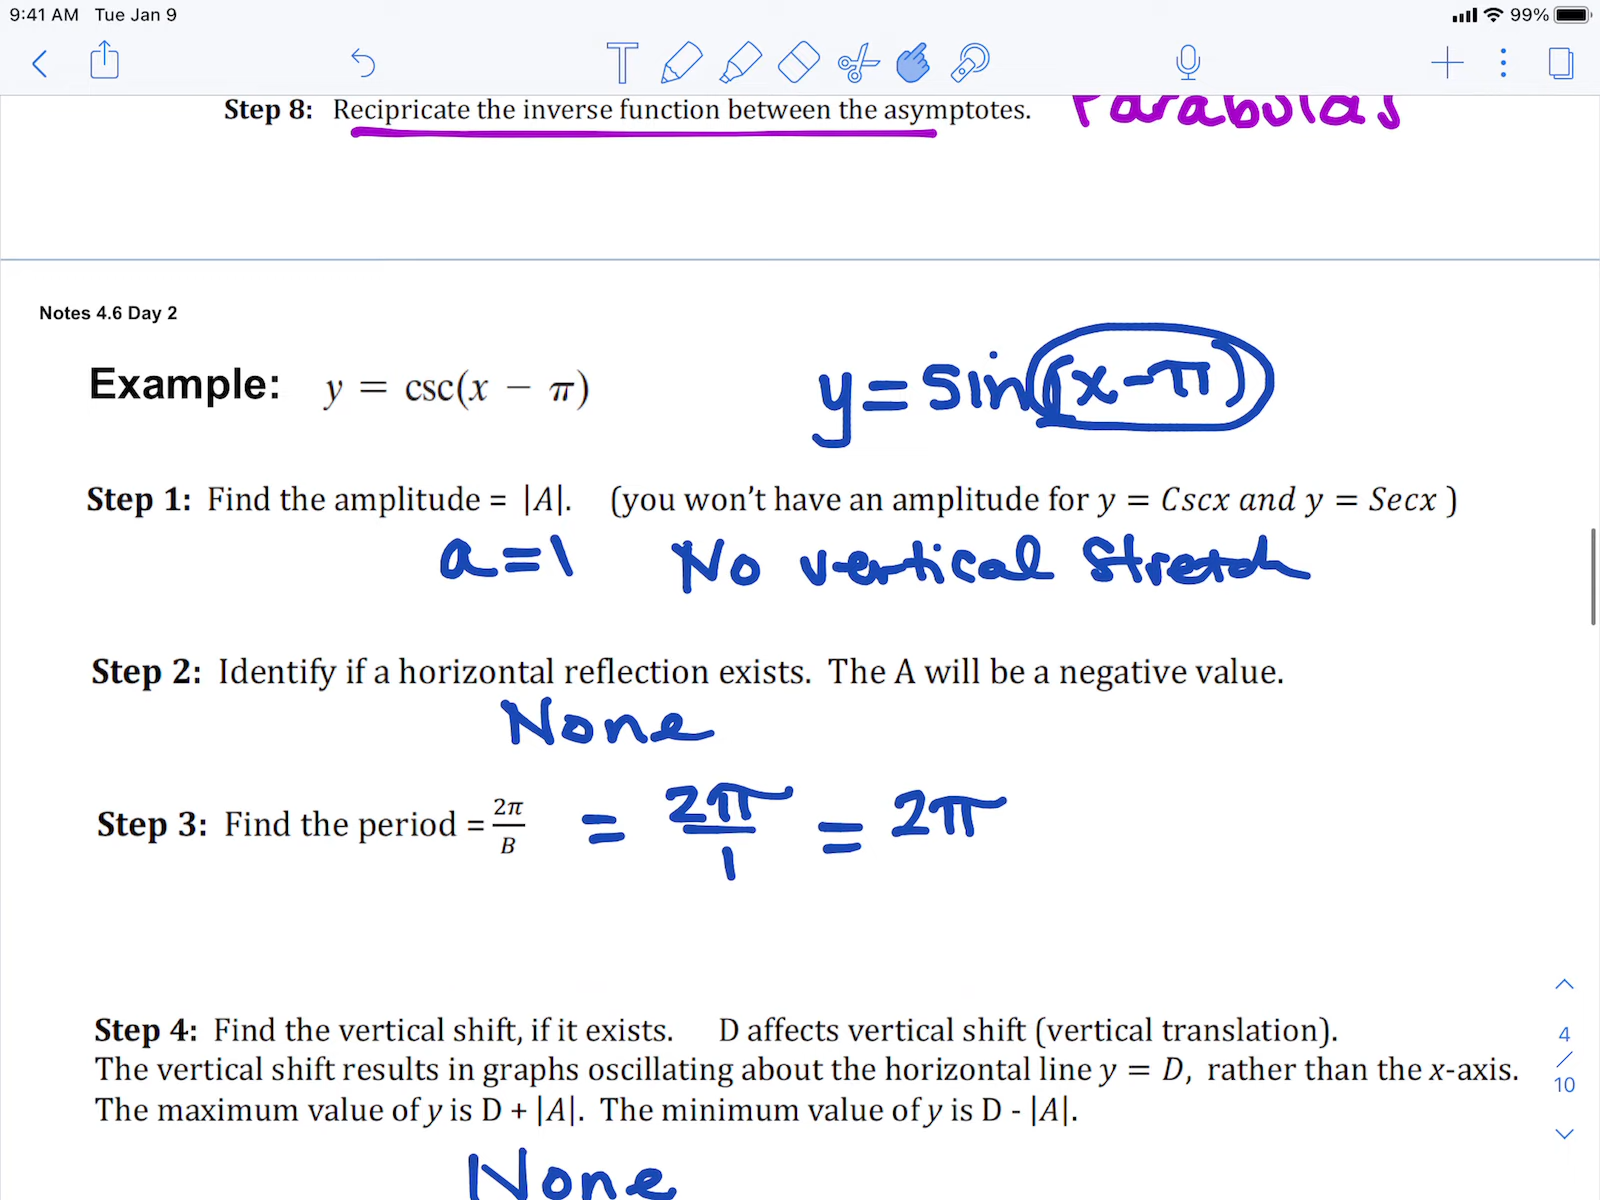 9:41 AM Tue Jan 9 99%
Step 8: Recipricate the inverse function between the asymptotes. Parabolas
Notes 4.6 Day 2
Example: y = csc(x − π) y = sin(x-π)
Step 1: Find the amplitude = |A|. (you won't have an amplitude for y = Cscx and y = Secx )
a=1 No vertical stretch
Step 2: Identify if a horizontal reflection exists. The A will be a negative value.
None
Step 3: Find the period = 2π/B = 2π/1 = 2π
Step 4: Find the vertical shift, if it exists. D affects vertical shift (vertical translation).
The vertical shift results in graphs oscillating about the horizontal line y = D, rather than the x-axis.
The maximum value of y is D + |A|. The minimum value of y is D - |A|.
None
4/10